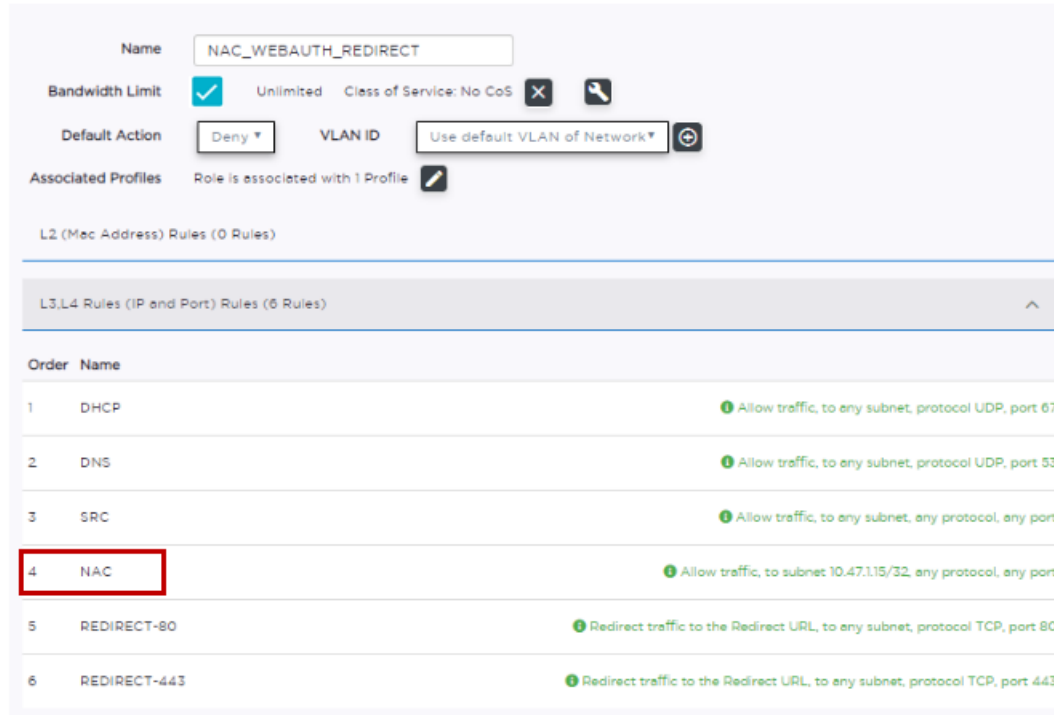 Name NAC_WEBAUTH_REDIRECT
Bandwidth Limit Unlimited Class of Service: No CoS
Default Action Deny VLAN ID Use default VLAN of Network
Associated Profiles Role is associated with 1 Profile
L2 (Mac Address) Rules (0 Rules)
L3,L4 Rules (IP and Port) Rules (6 Rules)
Order Name
1 DHCP Allow traffic, to any subnet, protocol UDP, port 67
2 DNS Allow traffic, to any subnet, protocol UDP, port 53
3 SRC Allow traffic, to any subnet, any protocol, any port
4 NAC Allow traffic, to subnet 10.47.1.15/32, any protocol, any port
5 REDIRECT-80 Redirect traffic to the Redirect URL, to any subnet, protocol TCP, port 80
6 REDIRECT-443 Redirect traffic to the Redirect URL, to any subnet, protocol TCP, port 443